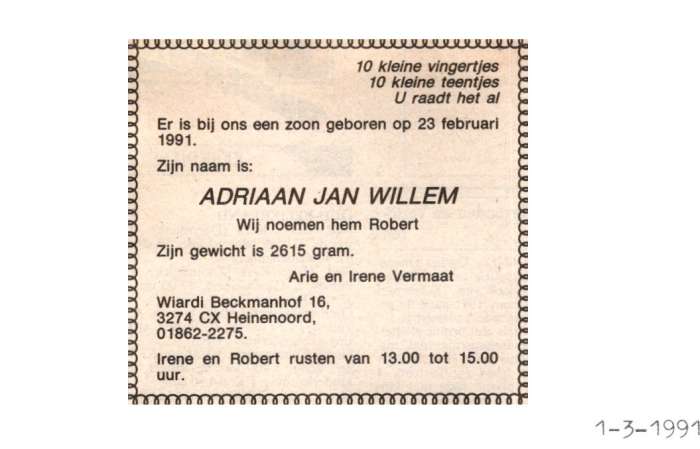 10 kleine vingertjes
10 kleine teentjes
U raadt het al
Er is bij ons een zoon geboren op 23 februari
1991.
Zijn naam is:
ADRIAAN JAN WILLEM
Wij noemen hem Robert
Zijn gewicht is 2615 gram.
Arie en Irene Vermaat
Wiardi Beckmanhof 16,
3274 CX Heinenoord,
01862-2275.
Irene en Robert rusten van 13.00 tot 15.00
uur.
1-3-1991